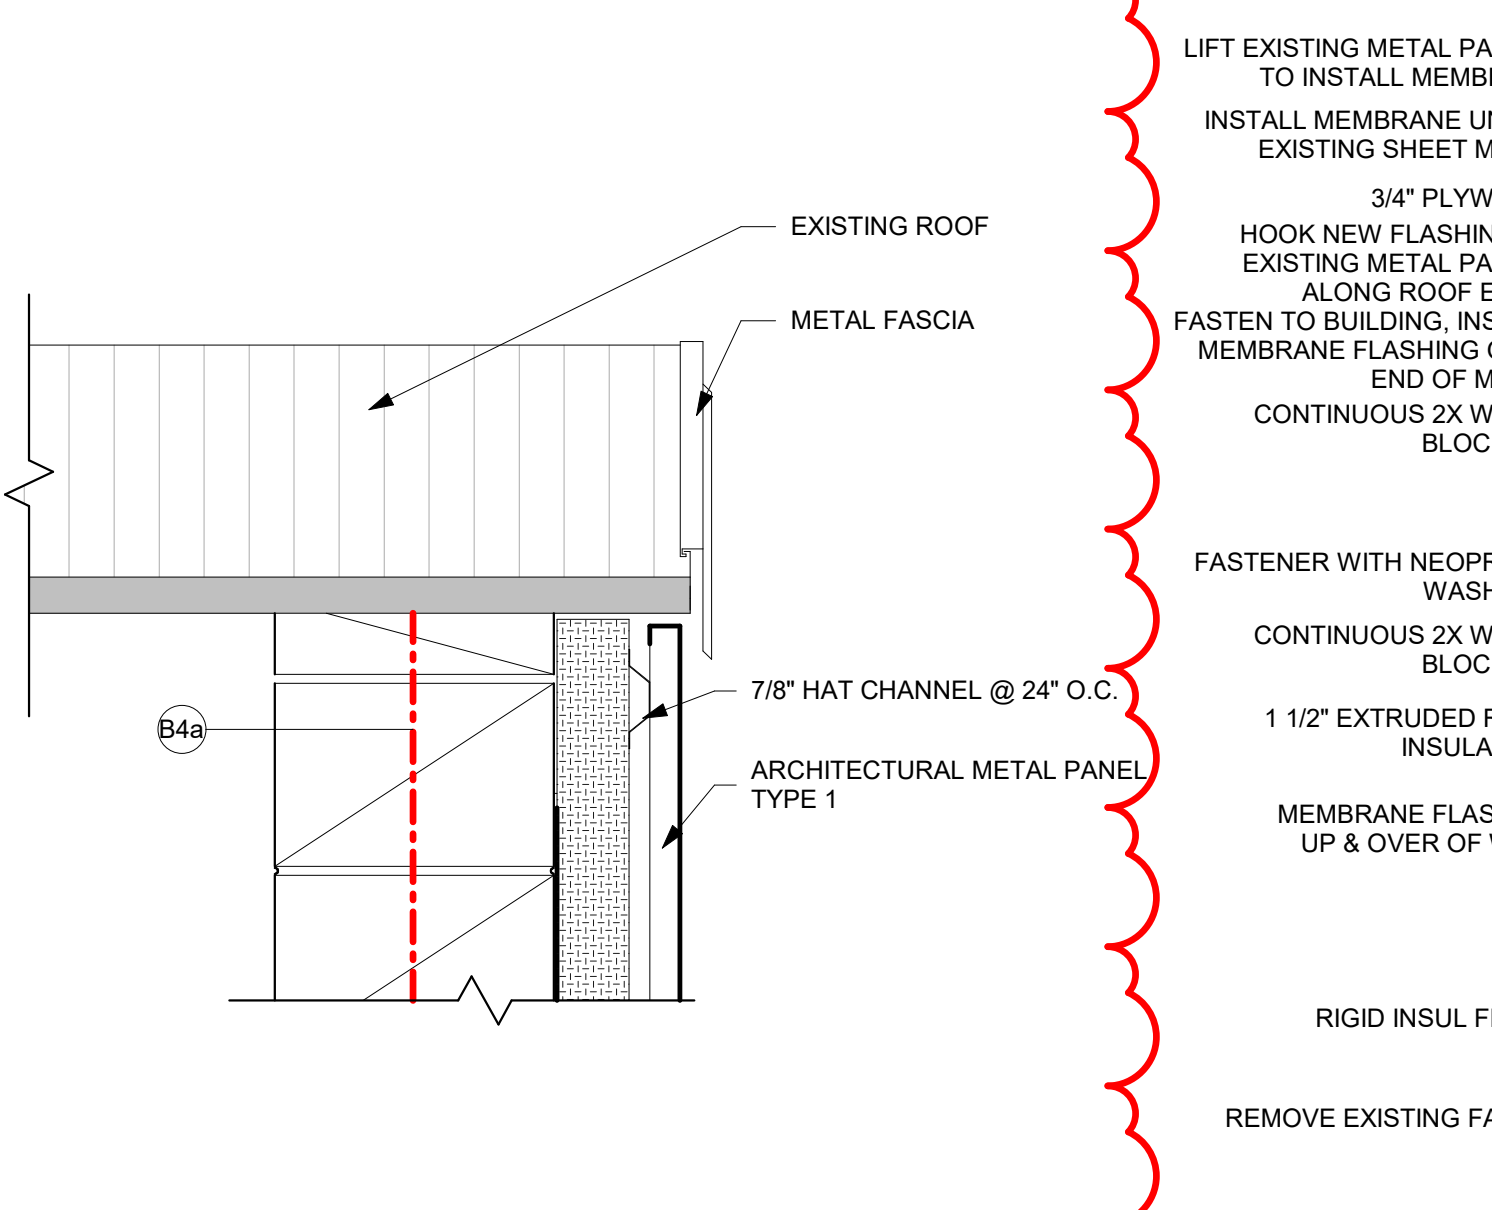 EXISTING ROOF
METAL FASCIA
7/8" HAT CHANNEL @ 24" O.C.
ARCHITECTURAL METAL PANEL
TYPE 1
B4a
LIFT EXISTING METAL PA
TO INSTALL MEMB
INSTALL MEMBRANE U
EXISTING SHEET M
3/4" PLYW
HOOK NEW FLASHIN
EXISTING METAL PA
ALONG ROOF E
FASTEN TO BUILDING, INS
MEMBRANE FLASHING
END OF M
CONTINUOUS 2X W
BLOC
FASTENER WITH NEOPR
WASH
CONTINUOUS 2X W
BLOC
1 1/2" EXTRUDED
INSULA
MEMBRANE FLAS
UP & OVER OF
RIGID INSUL F
REMOVE EXISTING FA